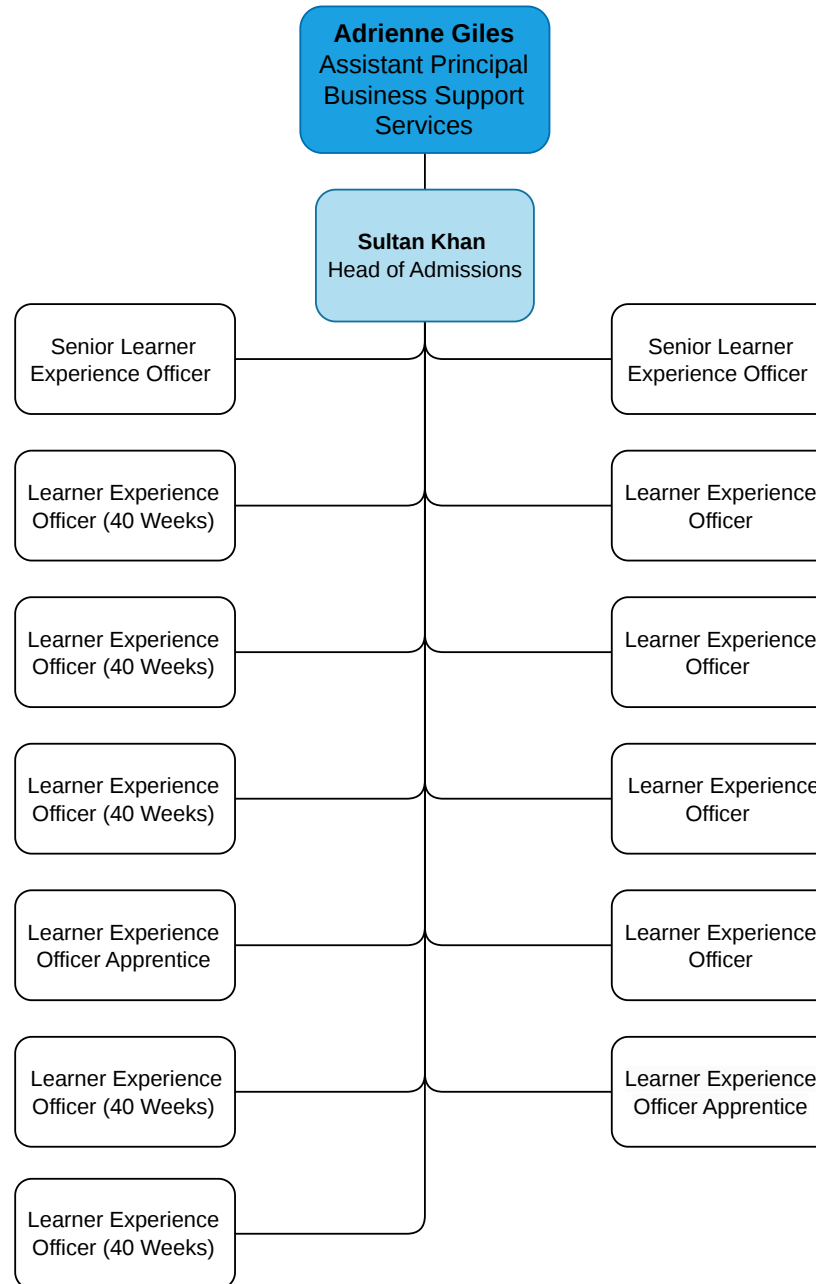 Adrienne Giles
Assistant Principal
Business Support
Services
Sultan Khan
Head of Admissions
Senior Learner
Experience Officer
Senior Learner
Experience Officer
Learner Experience
Officer (40 Weeks)
Learner Experience
Officer
Learner Experience
Officer (40 Weeks)
Learner Experience
Officer
Learner Experience
Officer (40 Weeks)
Learner Experience
Officer
Learner Experience
Officer Apprentice
Learner Experience
Officer
Learner Experience
Officer (40 Weeks)
Learner Experience
Officer Apprentice
Learner Experience
Officer (40 Weeks)